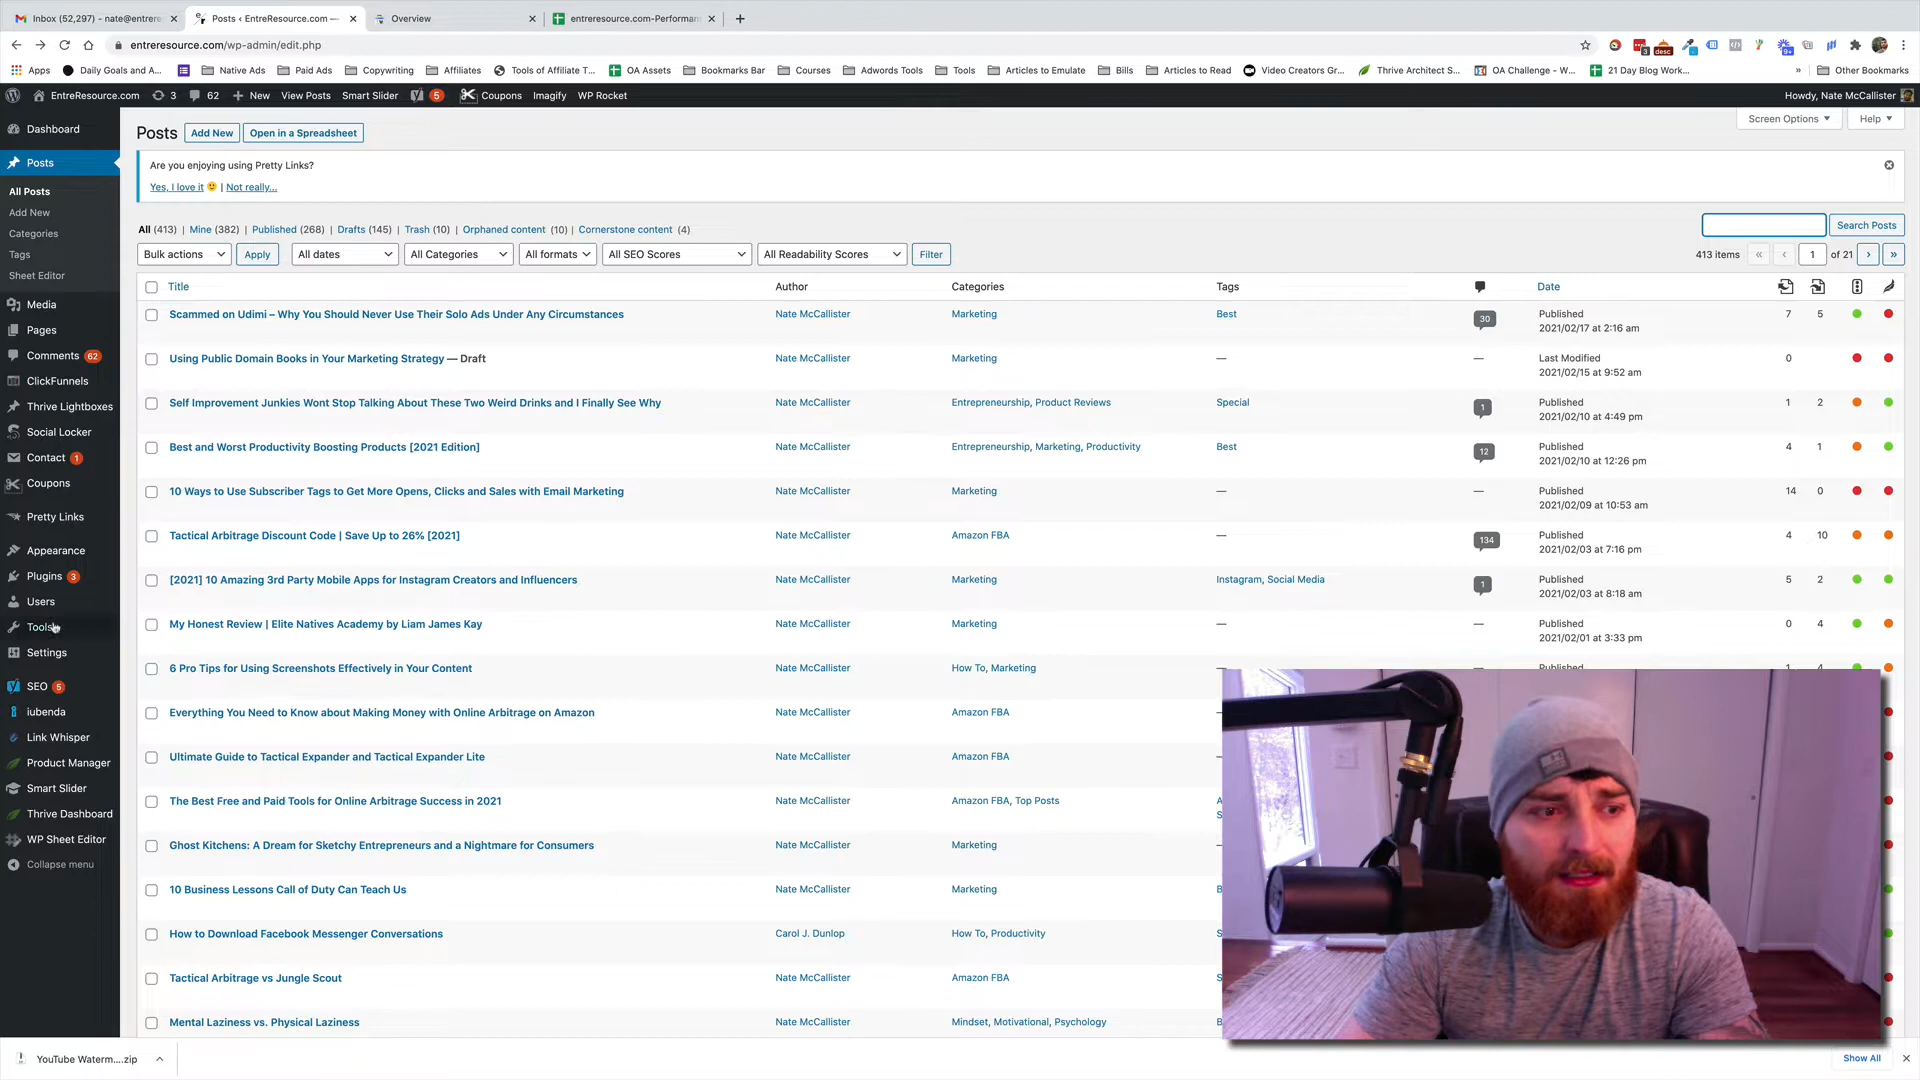 Inbox (52,297) - nate@entrere
Posts ‹ EntreResource.com —
Overview
entreresource.com-Performan
entreresource.com/wp-admin/edit.php
Apps
Daily Goals and A...
Native Ads
Paid Ads
Copywriting
Affiliates
Tools of Affiliate T...
OA Assets
Bookmarks Bar
Courses
Adwords Tools
Tools
Articles to Emulate
Bills
Articles to Read
Video Creators Gr...
Thrive Architect S...
OA Challenge - W...
21 Day Blog Work...
»
Other Bookmarks
EntreResource.com
3
62
+ New
View Posts
Smart Slider
5
Coupons
Imagify
WP Rocket
Howdy, Nate McCallister
Dashboard
Posts
All Posts
Add New
Categories
Tags
Sheet Editor
Media
Pages
Comments 62
ClickFunnels
Thrive Lightboxes
Social Locker
Contact 1
Coupons
Pretty Links
Appearance
Plugins 3
Users
Tools
Settings
SEO 5
iubenda
Link Whisper
Product Manager
Smart Slider
Thrive Dashboard
WP Sheet Editor
Collapse menu
Posts Add New Open in a Spreadsheet
Screen Options
Help
Are you enjoying using Pretty Links?
Yes, I love it | Not really...
All (413) | Mine (382) | Published (268) | Drafts (145) | Trash (10) | Orphaned content (10) | Cornerstone content (4)
Search Posts
Bulk actions Apply All dates All Categories All formats All SEO Scores All Readability Scores Filter
413 items « ‹ 1 of 21 › »
Title Author Categories Tags Date
Scammed on Udimi – Why You Should Never Use Their Solo Ads Under Any Circumstances Nate McCallister Marketing Best 30 Published 7 5
2021/02/17 at 2:16 am
Using Public Domain Books in Your Marketing Strategy — Draft Nate McCallister Marketing — — Last Modified 0
2021/02/15 at 9:52 am
Self Improvement Junkies Wont Stop Talking About These Two Weird Drinks and I Finally See Why Nate McCallister Entrepreneurship, Product Reviews Special 1 Published 1 2
2021/02/10 at 4:49 pm
Best and Worst Productivity Boosting Products [2021 Edition] Nate McCallister Entrepreneurship, Marketing, Productivity Best 12 Published 4 1
2021/02/10 at 12:26 pm
10 Ways to Use Subscriber Tags to Get More Opens, Clicks and Sales with Email Marketing Nate McCallister Marketing — — Published 14 0
2021/02/09 at 10:53 am
Tactical Arbitrage Discount Code | Save Up to 26% [2021] Nate McCallister Amazon FBA — 134 Published 4 10
2021/02/03 at 7:16 pm
[2021] 10 Amazing 3rd Party Mobile Apps for Instagram Creators and Influencers Nate McCallister Marketing Instagram, Social Media 1 Published 5 2
2021/02/03 at 8:18 am
My Honest Review | Elite Natives Academy by Liam James Kay Nate McCallister Marketing — — Published 0 4
2021/02/01 at 3:33 pm
6 Pro Tips for Using Screenshots Effectively in Your Content Nate McCallister How To, Marketing — — Published 1 4
Everything You Need to Know about Making Money with Online Arbitrage on Amazon Nate McCallister Amazon FBA —
Ultimate Guide to Tactical Expander and Tactical Expander Lite Nate McCallister Amazon FBA
The Best Free and Paid Tools for Online Arbitrage Success in 2021 Nate McCallister Amazon FBA, Top Posts
Ghost Kitchens: A Dream for Sketchy Entrepreneurs and a Nightmare for Consumers Nate McCallister Marketing
10 Business Lessons Call of Duty Can Teach Us Nate McCallister Marketing
How to Download Facebook Messenger Conversations Carol J. Dunlop How To, Productivity
Tactical Arbitrage vs Jungle Scout Nate McCallister Amazon FBA
Mental Laziness vs. Physical Laziness Nate McCallister Mindset, Motivational, Psychology
YouTube Waterm....zip
Show All